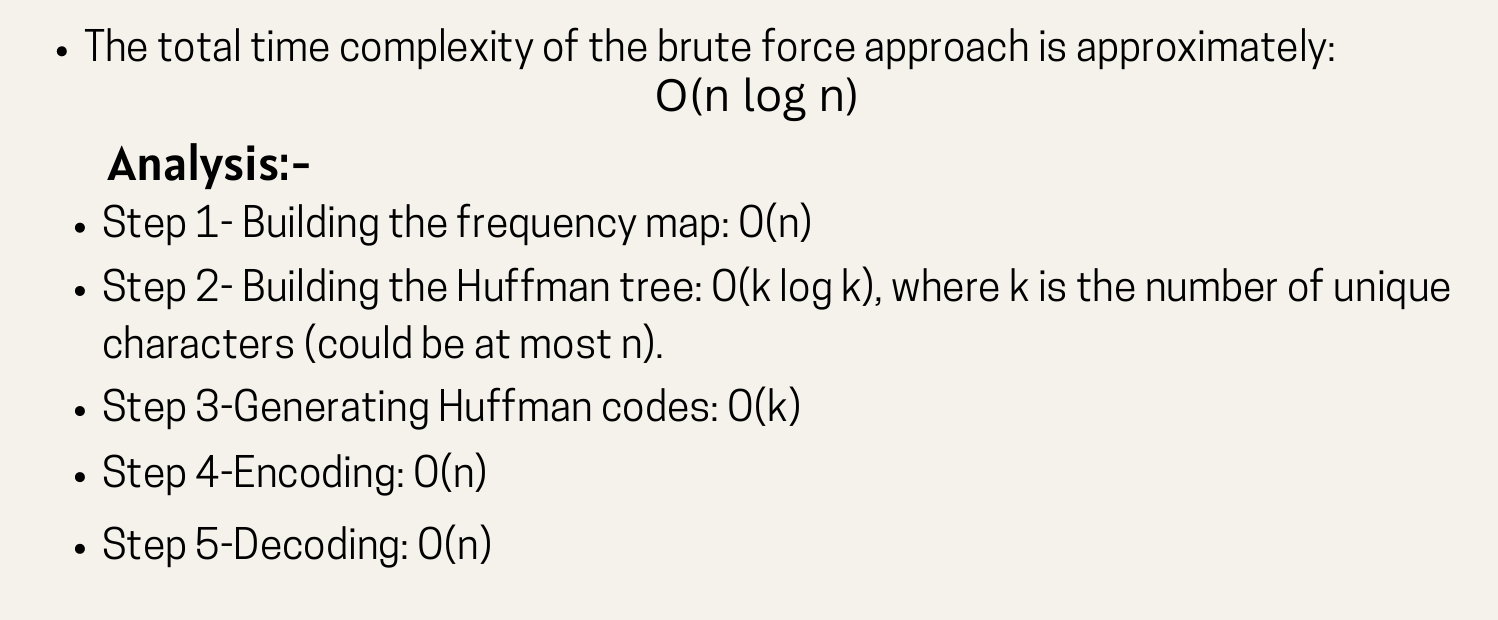 • The total time complexity of the brute force approach is approximately:
O(n log n)
Analysis:-
• Step 1- Building the frequency map: O(n)
• Step 2- Building the Huffman tree: O(k log k), where k is the number of unique
characters (could be at most n).
• Step 3-Generating Huffman codes: O(k)
• Step 4-Encoding: O(n)
• Step 5-Decoding: O(n)